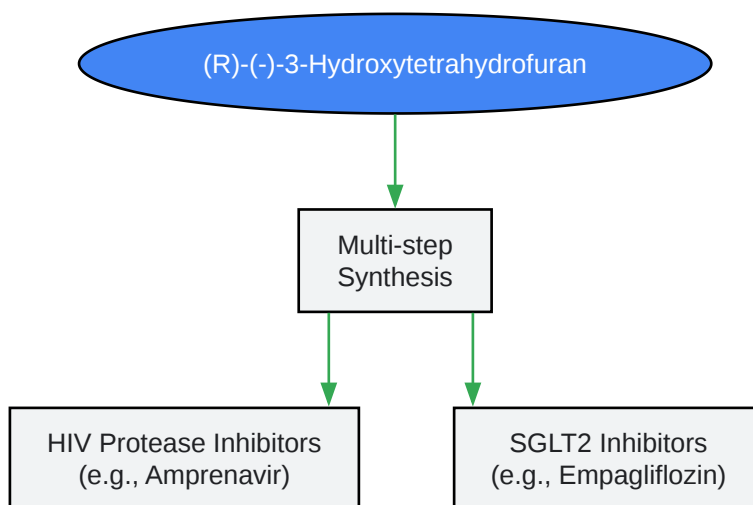 (R)-(-)-3-Hydroxytetrahydrofuran
Multi-step
Synthesis
HIV Protease Inhibitors
(e.g., Amprenavir)
SGLT2 Inhibitors
(e.g., Empagliflozin)